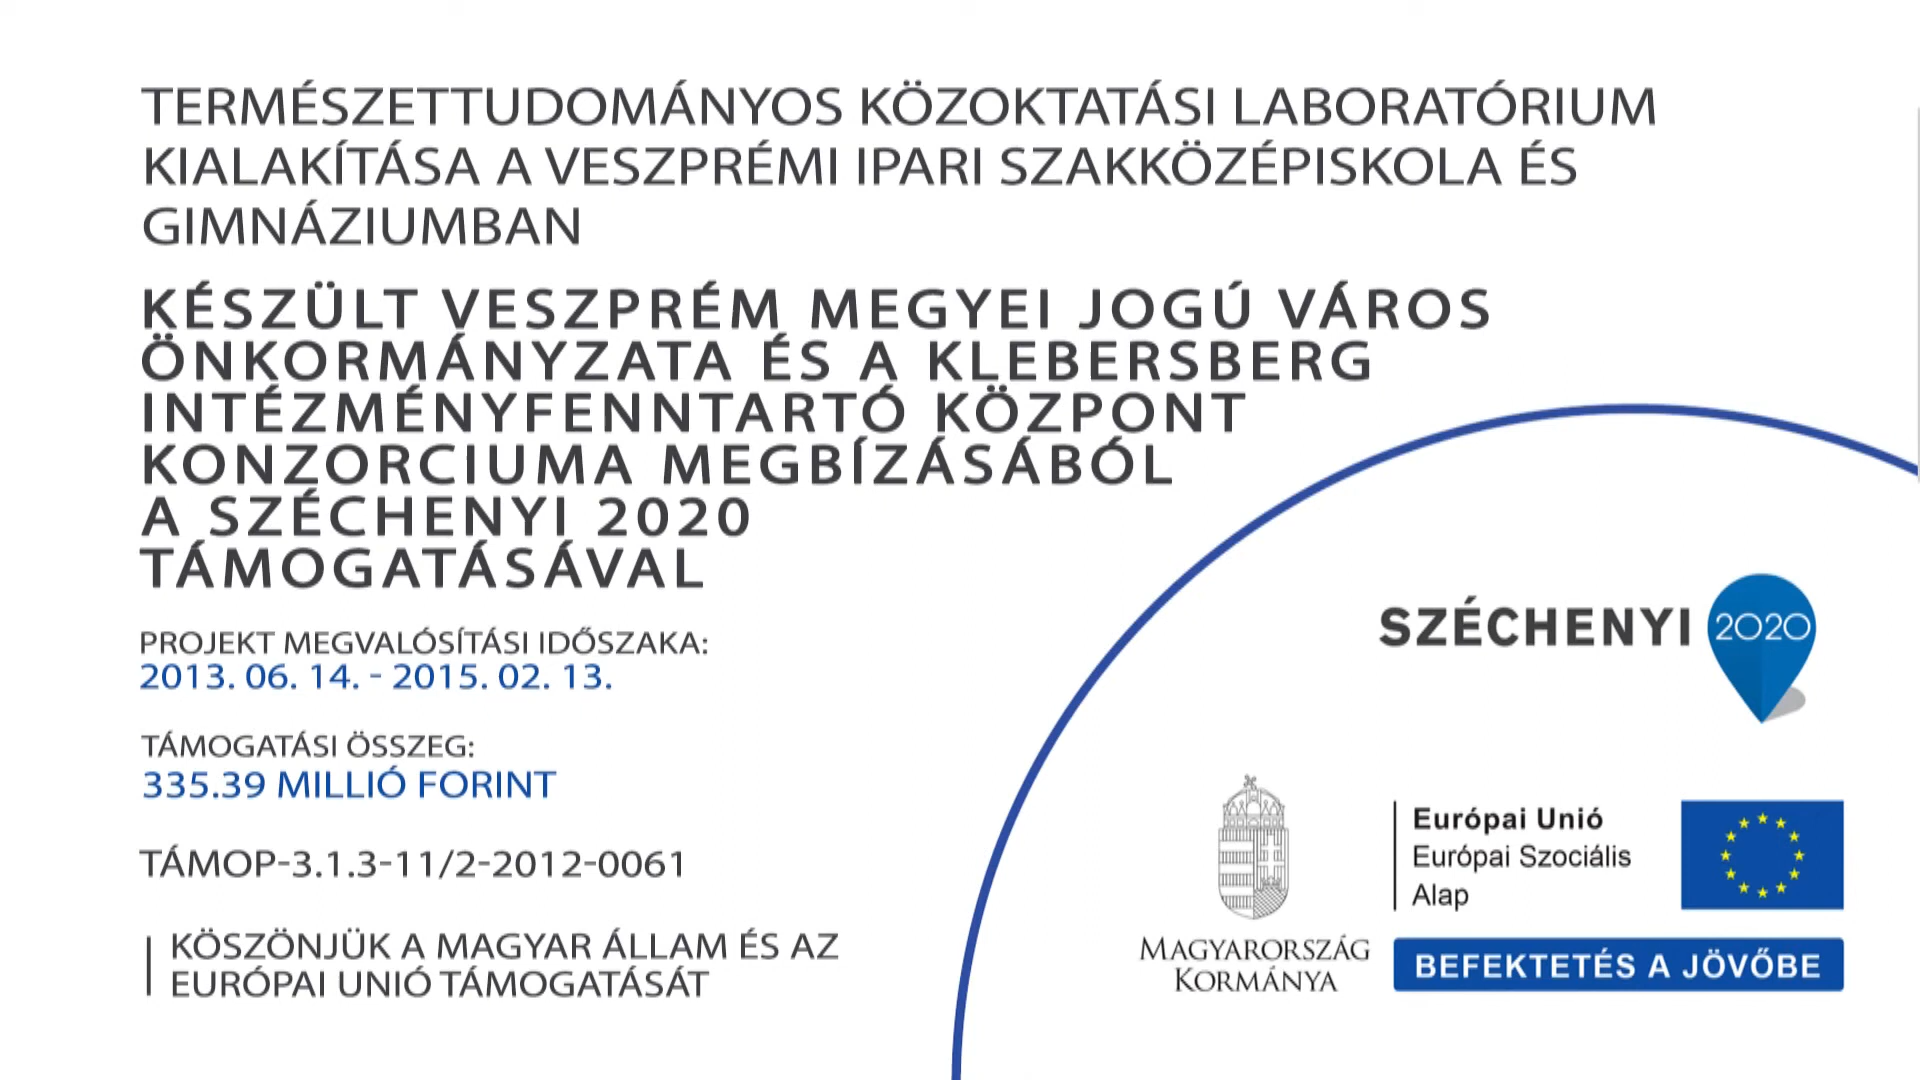 TERMÉSZETTUDOMÁNYOS KÖZOKTATÁSI LABORATÓRIUM
KIALAKÍTÁSA A VESZPRÉMI IPARI SZAKKÖZÉPISKOLA ÉS
GIMNÁZIUMBAN
KÉSZÜLT VESZPRÉM MEGYEI JOGÚ VÁROS
ÖNKORMÁNYZATA ÉS A KLEBERSBERG
INTÉZMÉNYFENNTARTÓ KÖZPONT
KONZORCIUMA MEGBÍZÁSÁBÓL
A SZÉCHENYI 2020
TÁMOGATÁSÁVAL
PROJEKT MEGVALÓSÍTÁSI IDŐSZAKA:
2013. 06. 14. - 2015. 02. 13.
TÁMOGATÁSI ÖSSZEG:
335.39 MILLIÓ FORINT
TÁMOP-3.1.3-11/2-2012-0061
KÖSZÖNJÜK A MAGYAR ÁLLAM ÉS AZ
EURÓPAI UNIÓ TÁMOGATÁSÁT
SZÉCHENYI 2020
MAGYARORSZÁG
KORMÁNYA
Európai Unió
Európai Szociális
Alap
BEFEKTETÉS A JÖVŐBE